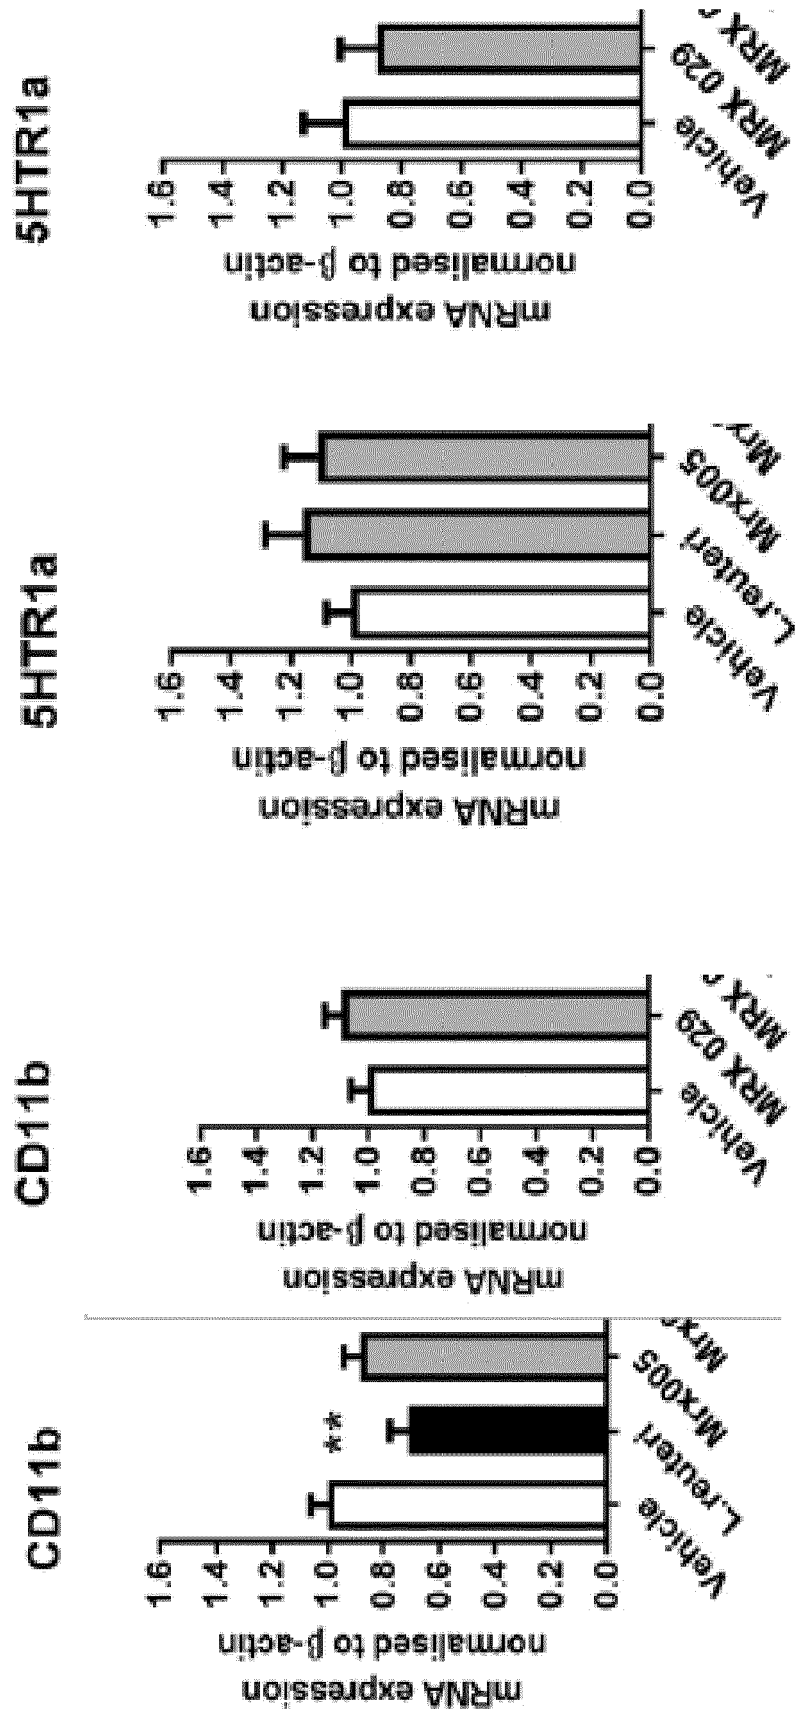 CD11b
mRNA expression
normalised to β-actin
1.6
1.4
1.2
1.0
0.8
0.6
0.4
0.2
0.0
**
Vehicle
L.reuteri
Mrx005
CD11b
mRNA expression
normalised to β-actin
1.6
1.4
1.2
1.0
0.8
0.6
0.4
0.2
0.0
Vehicle
MRX 029
MRX
5HTR1a
mRNA expression
normalised to β-actin
1.6
1.4
1.2
1.0
0.8
0.6
0.4
0.2
0.0
Vehicle
L.reuteri
Mrx005
5HTR1a
mRNA expression
normalised to β-actin
1.6
1.4
1.2
1.0
0.8
0.6
0.4
0.2
0.0
Vehicle
MRX 029
MRX